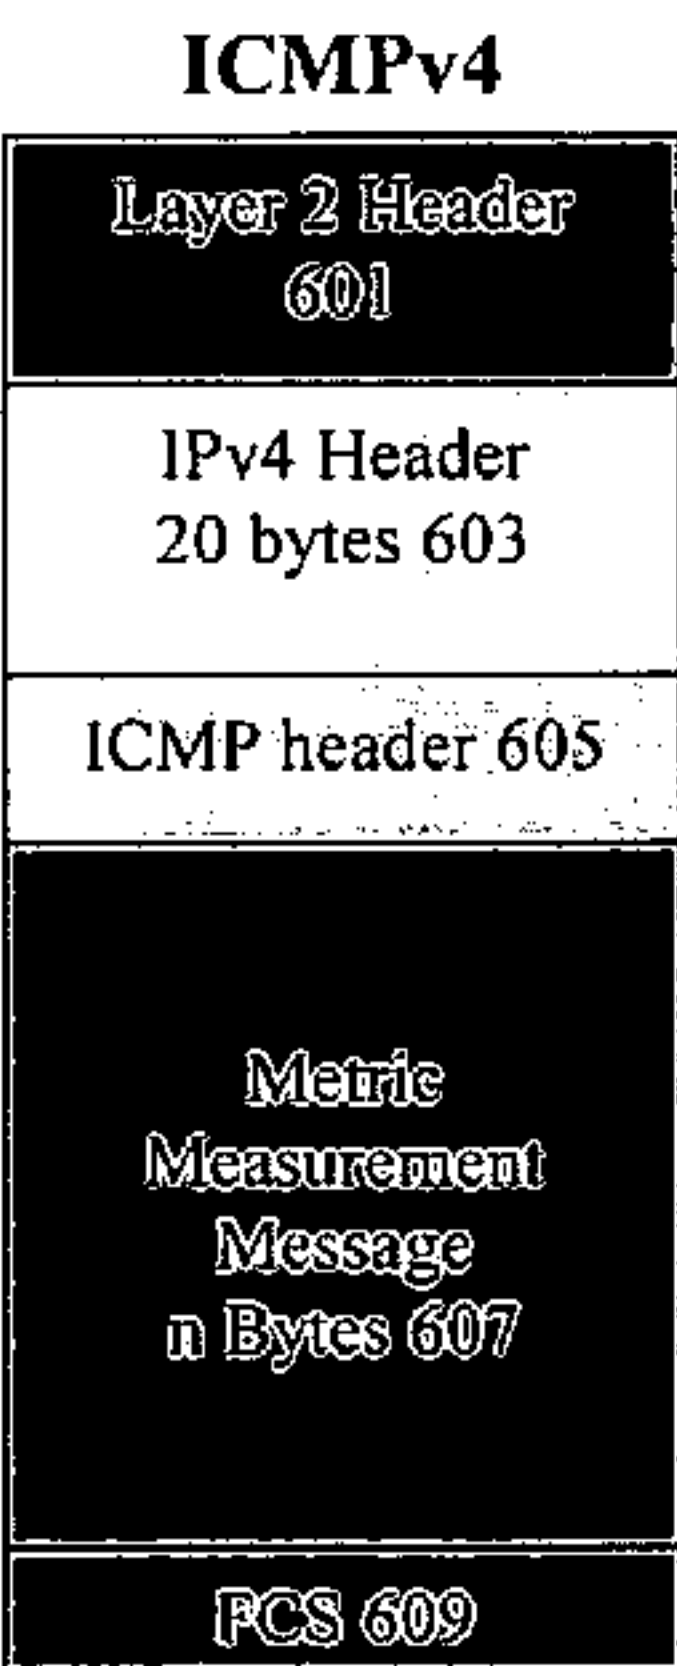 ICMPv4
Layer 2 Header
601
IPv4 Header
20 bytes 603
ICMP header 605
Metric
Measurement
Message
n Bytes 607
FCS 609